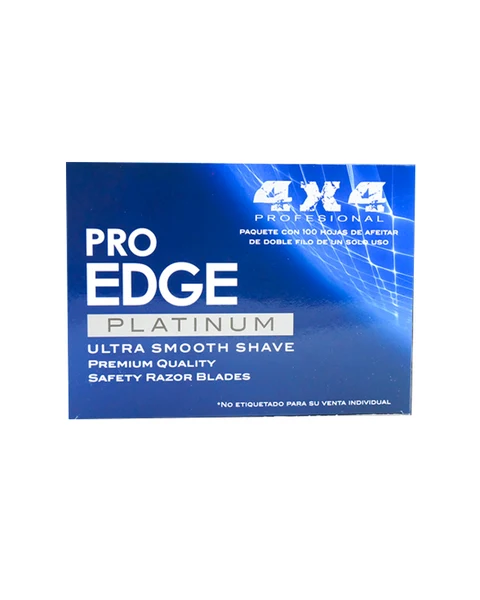 4X4
PROFESIONAL
PAQUETE CON 100 HOJAS DE AFEITAR
DE DOBLE FILO DE UN SOLO USO
PRO
EDGE
PLATINUM
ULTRA SMOOTH SHAVE
PREMIUM QUALITY
SAFETY RAZOR BLADES
*NO ETIQUETADO PARA SU VENTA INDIVIDUAL